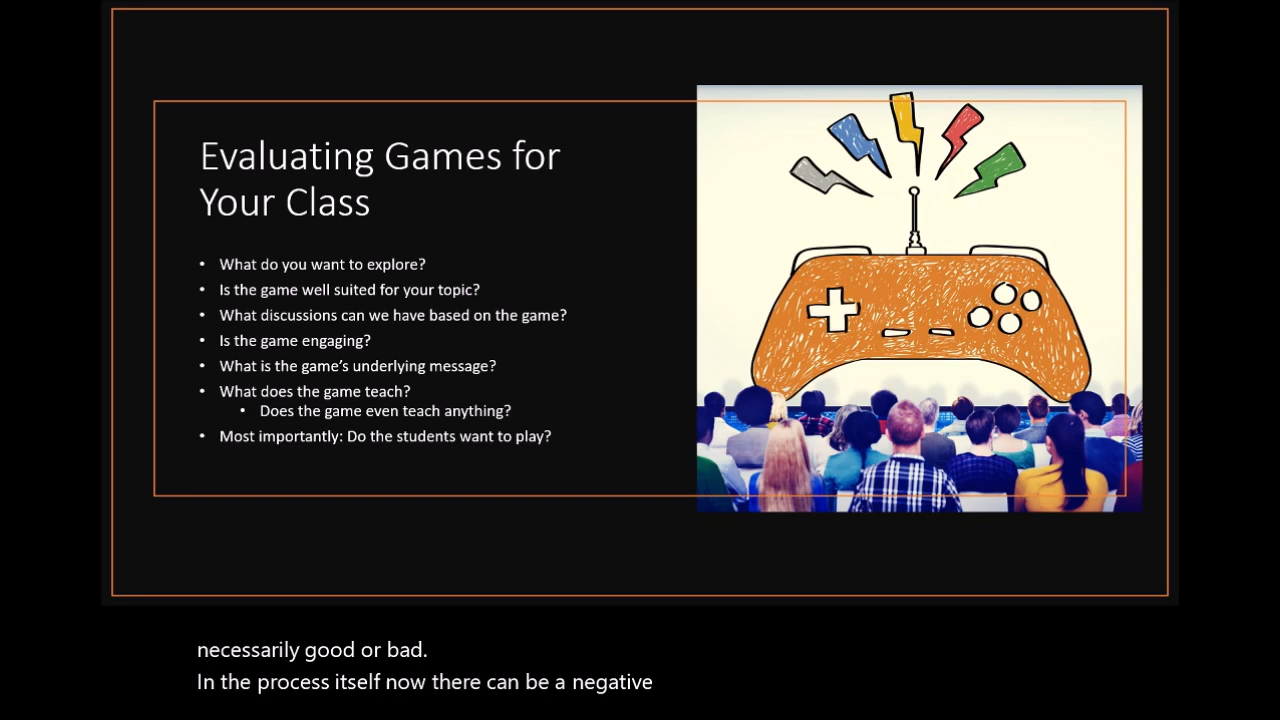 Evaluating Games for
Your Class
• What do you want to explore?
• Is the game well suited for your topic?
• What discussions can we have based on the game?
• Is the game engaging?
• What is the game's underlying message?
• What does the game teach?
• Does the game even teach anything?
• Most importantly: Do the students want to play?
necessarily good or bad.
In the process itself now there can be a negative